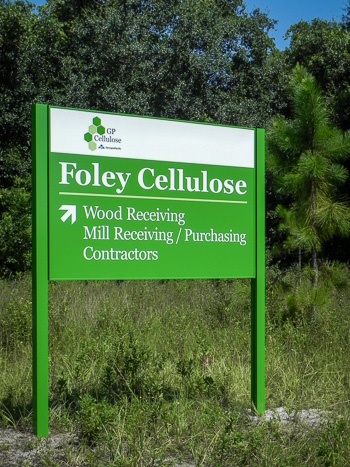 GP
Cellulose
Foley Cellulose
Wood Receiving
Mill Receiving / Purchasing
Contractors